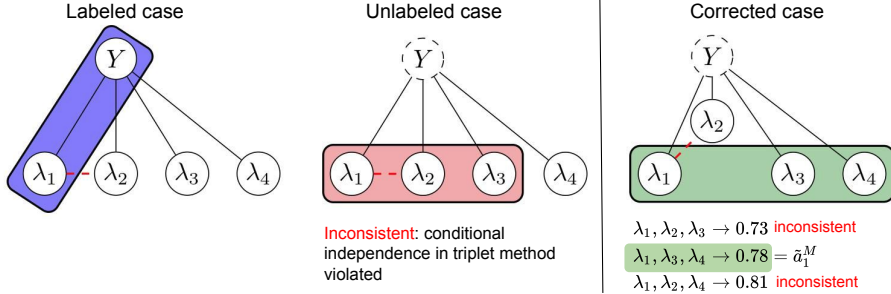 Labeled case
Y
λ₁
λ₂
λ₃
λ₄
Unlabeled case
Y
λ₁
λ₂
λ₃
λ₄
Inconsistent: conditional
independence in triplet method
violated
Corrected case
Y
λ₂
λ₁
λ₃
λ₄
λ₁, λ₂, λ₃ → 0.73 inconsistent
λ₁, λ₃, λ₄ → 0.78 = ã₁ᴹ
λ₁, λ₂, λ₄ → 0.81 inconsistent